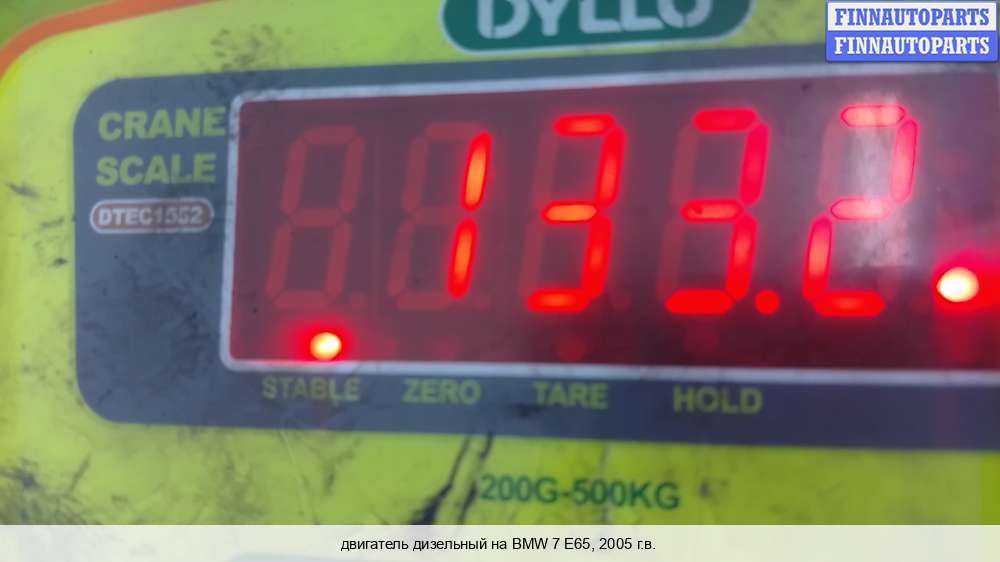 DYLLU
FINNAUTOPARTS
FINNAUTOPARTS
CRANE
SCALE
DTEC1552
133.2
STABLE ZERO TARE HOLD
200G-500KG
двигатель дизельный на BMW 7 E65, 2005 г.в.